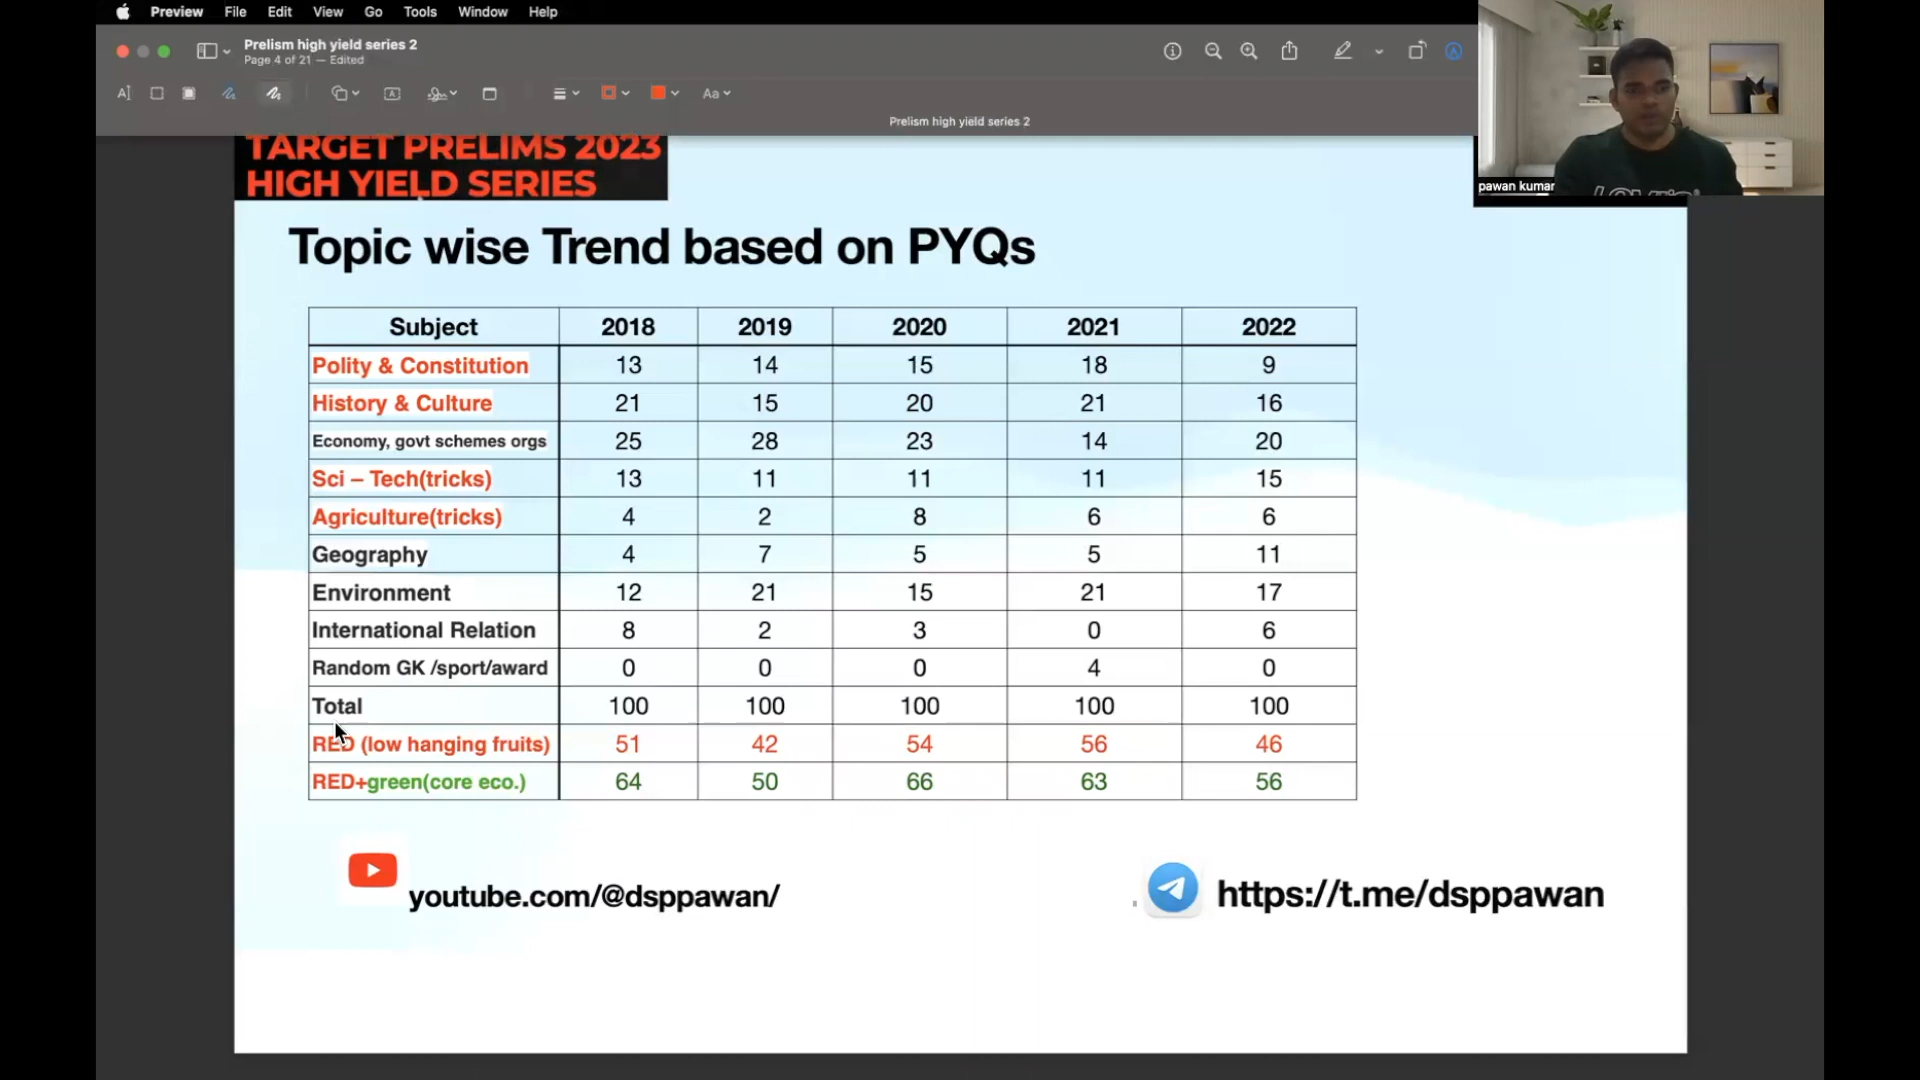 Preview File Edit View Go Tools Window Help
Prelism high yield series 2
Page 4 of 21 — Edited
Aa
Prelism high yield series 2
pawan kumar
TARGET PRELIMS 2023
HIGH YIELD SERIES
Topic wise Trend based on PYQs
Subject 2018 2019 2020 2021 2022
Polity & Constitution 13 14 15 18 9
History & Culture 21 15 20 21 16
Economy, govt schemes orgs 25 28 23 14 20
Sci – Tech(tricks) 13 11 11 11 15
Agriculture(tricks) 4 2 8 6 6
Geography 4 7 5 5 11
Environment 12 21 15 21 17
International Relation 8 2 3 0 6
Random GK /sport/award 0 0 0 4 0
Total 100 100 100 100 100
RED (low hanging fruits) 51 42 54 56 46
RED+green(core eco.) 64 50 66 63 56
youtube.com/@dsppawan/
https://t.me/dsppawan